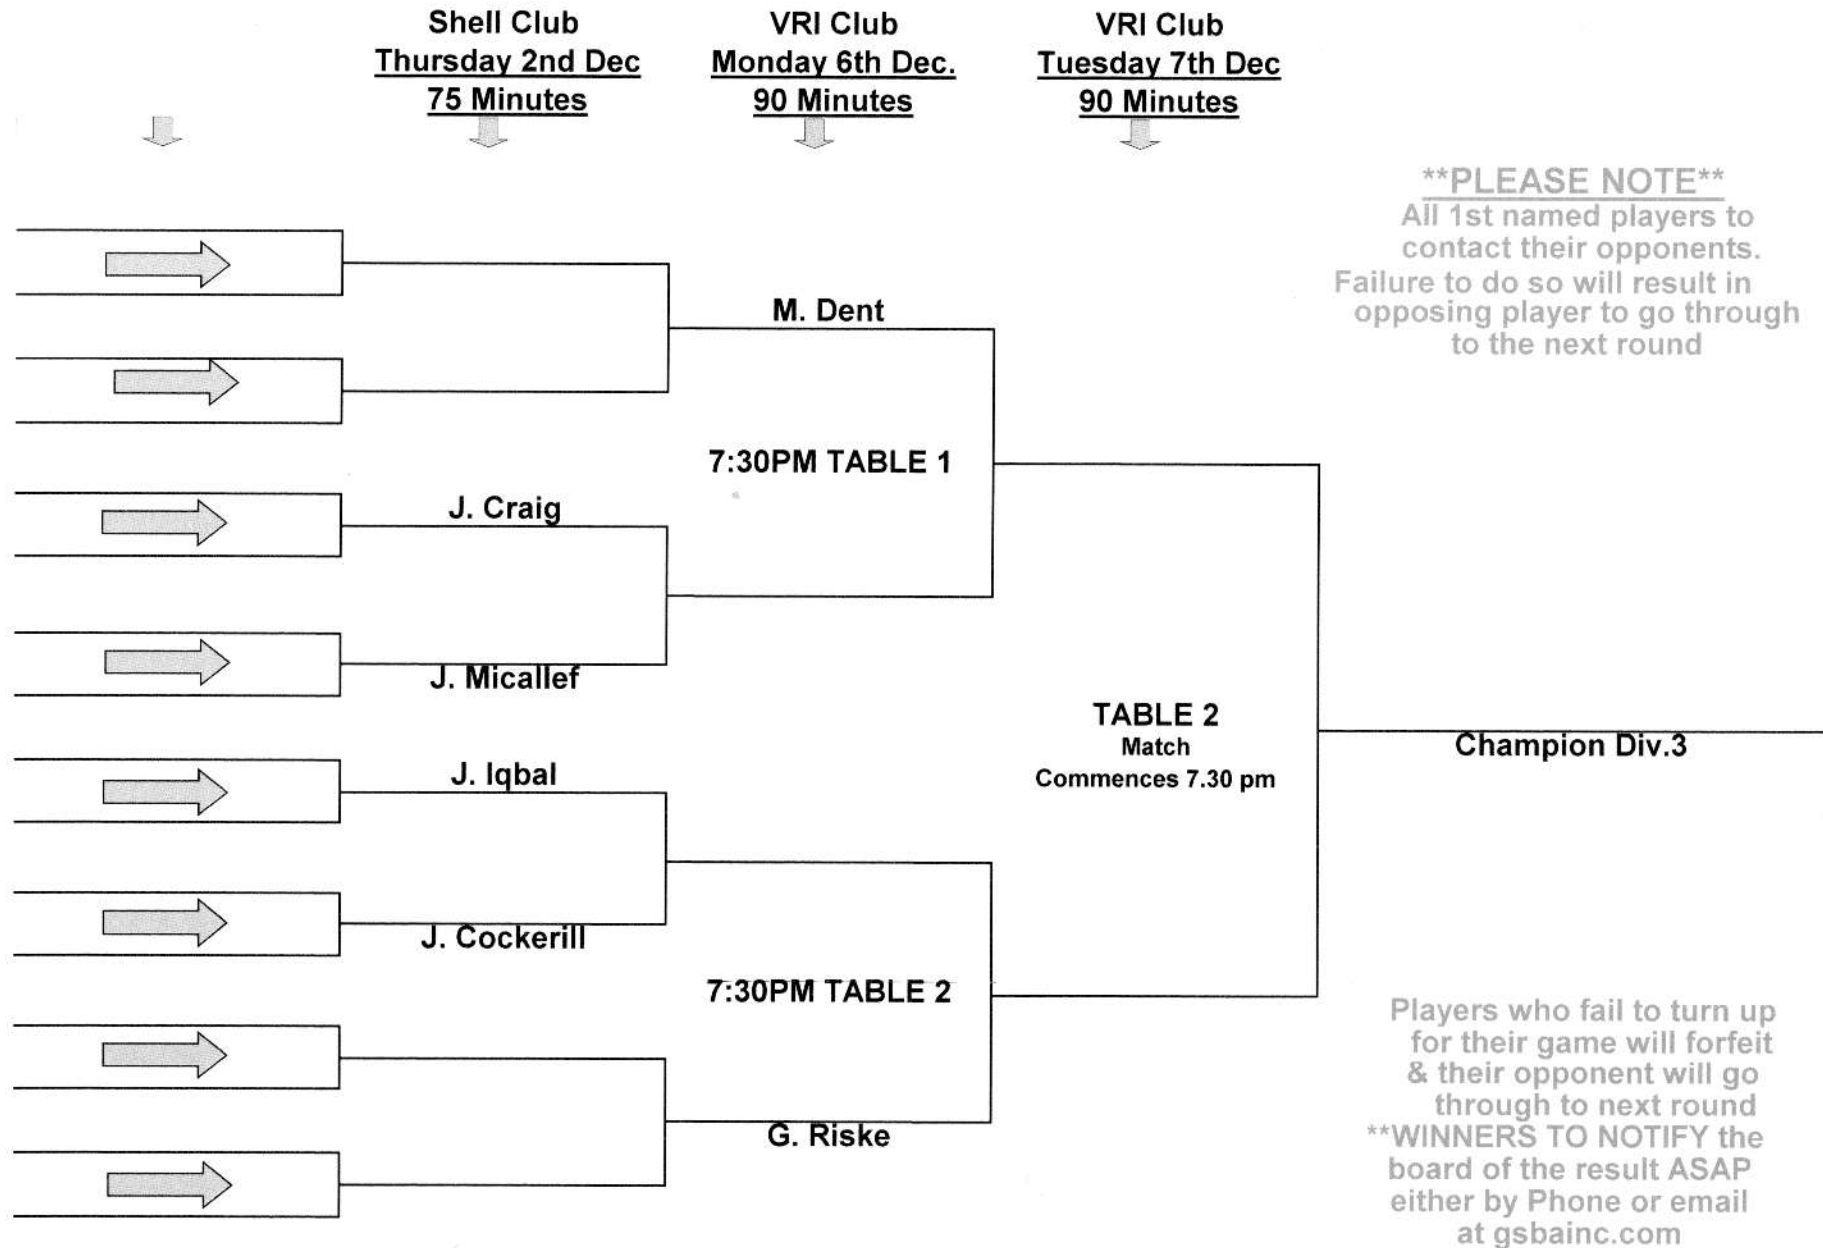 Shell Club
Thursday 2nd Dec
75 Minutes
VRI Club
Monday 6th Dec.
90 Minutes
VRI Club
Tuesday 7th Dec
90 Minutes
**PLEASE NOTE**
All 1st named players to
contact their opponents.
Failure to do so will result in
opposing player to go through
to the next round
M. Dent
7:30PM TABLE 1
J. Craig
J. Micallef
TABLE 2
Match
Commences 7.30 pm
Champion Div.3
J. Iqbal
J. Cockerill
7:30PM TABLE 2
G. Riske
Players who fail to turn up
for their game will forfeit
& their opponent will go
through to next round
**WINNERS TO NOTIFY the
board of the result ASAP
either by Phone or email
at gsbainc.com